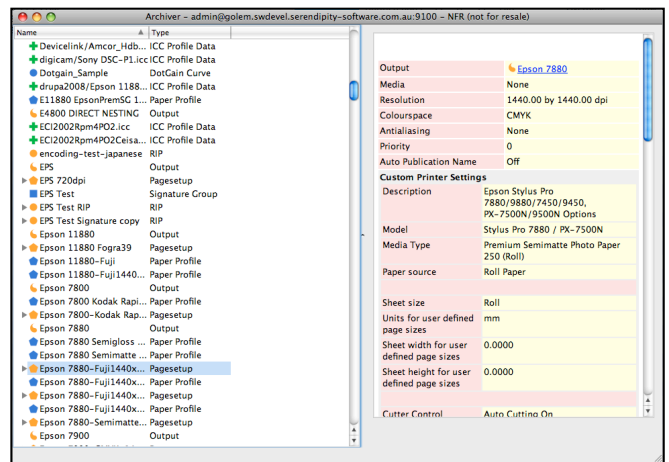 Archiver – admin@golem.swdevel.serendipity-software.com.au:9100 – NFR (not for resale)
Name Type
Devicelink/Amcor_Hdb... ICC Profile Data
digicam/Sony DSC-P1.icc ICC Profile Data
Dotgain_Sample DotGain Curve
drupa2008/Epson 1188... ICC Profile Data
E11880 EpsonPremSG 1... Paper Profile
E4800 DIRECT NESTING Output
ECI2002Rpm4PO2.icc ICC Profile Data
ECI2002Rpm4PO2Ceisa... ICC Profile Data
encoding-test-japanese RIP
EPS Output
EPS 720dpi Pagesetup
EPS Test Signature Group
EPS Test RIP RIP
EPS Test Signature copy RIP
Epson 11880 Output
Epson 11880 Fogra39 Pagesetup
Epson 11880-Fuji Paper Profile
Epson 11880-Fuji1440... Paper Profile
Epson 7800 Output
Epson 7800 Kodak Rapi... Paper Profile
Epson 7800-Kodak Rap... Pagesetup
Epson 7880 Output
Epson 7880 Semigloss ... Paper Profile
Epson 7880 Semimatte ... Paper Profile
Epson 7880-Fuji1440x... Pagesetup
Epson 7880-Fuji1440x... Paper Profile
Epson 7880-Fuji1440x... Pagesetup
Epson 7880-Fuji1440x... Paper Profile
Epson 7880-Semimatte... Pagesetup
Epson 7900 Output
Output Epson 7880
Media None
Resolution 1440.00 by 1440.00 dpi
Colourspace CMYK
Antialiasing None
Priority 0
Auto Publication Name Off
Custom Printer Settings
Description Epson Stylus Pro
7880/9880/7450/9450,
PX-7500N/9500N Options
Model Stylus Pro 7880 / PX-7500N
Media Type Premium Semimatte Photo Paper
250 (Roll)
Paper source Roll Paper
Sheet size Roll
Units for user defined mm
page sizes
Sheet width for user 0.0000
defined page sizes
Sheet height for user 0.0000
defined page sizes
Cutter Control Auto Cutting On